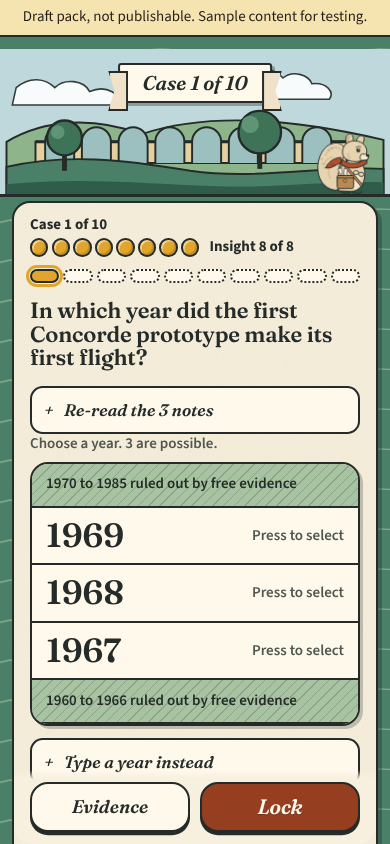 Draft pack, not publishable. Sample content for testing.
Case 1 of 10
Case 1 of 10
Insight 8 of 8
In which year did the first
Concorde prototype make its
first flight?
+ Re-read the 3 notes
Choose a year. 3 are possible.
1970 to 1985 ruled out by free evidence
1969 Press to select
1968 Press to select
1967 Press to select
1960 to 1966 ruled out by free evidence
+ Type a year instead
Evidence Lock